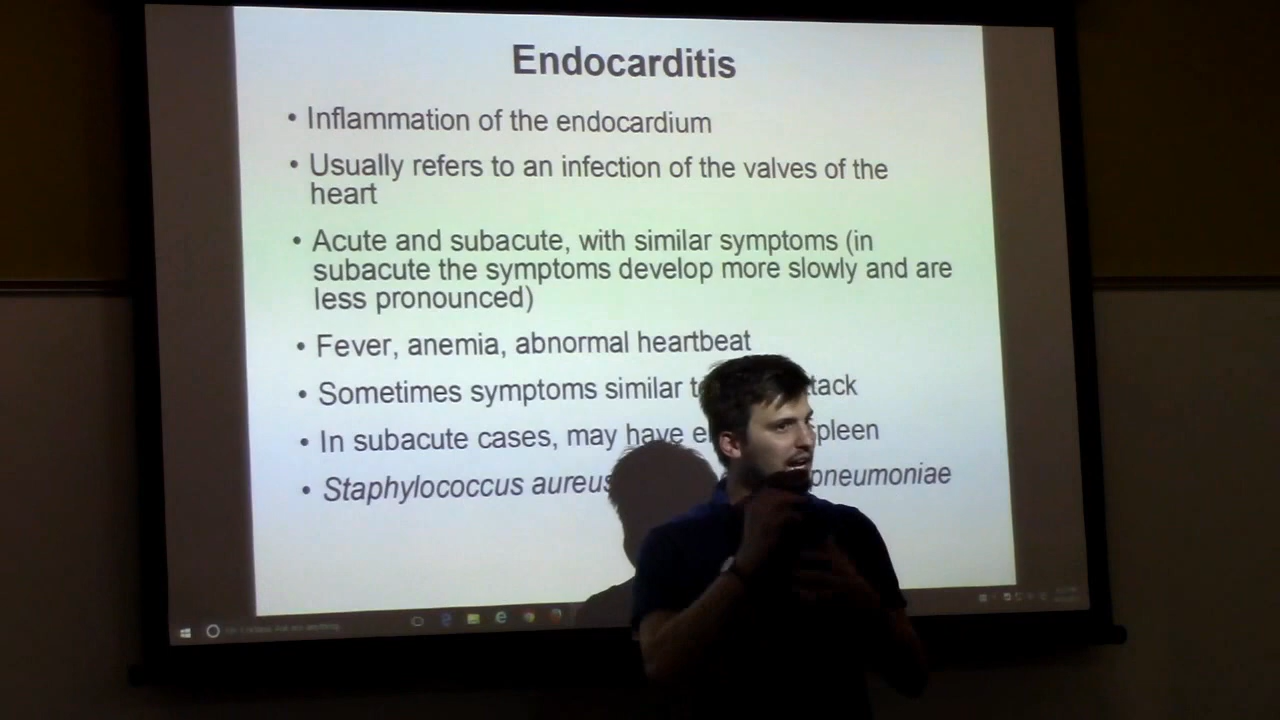 Endocarditis
• Inflammation of the endocardium
• Usually refers to an infection of the valves of the
heart
• Acute and subacute, with similar symptoms (in
subacute the symptoms develop more slowly and are
less pronounced)
• Fever, anemia, abnormal heartbeat
• Sometimes symptoms similar t tack
• In subacute cases, may have e spleen
• Staphylococcus aureus pneumoniae